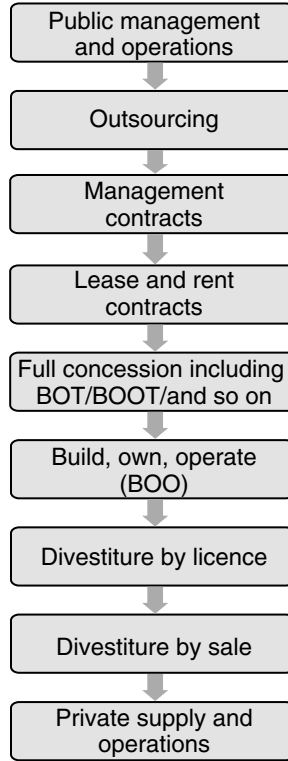 Public management
and operations
Outsourcing
Management
contracts
Lease and rent
contracts
Full concession including
BOT/BOOT/and so on
Build, own, operate
(BOO)
Divestiture by licence
Divestiture by sale
Private supply and
operations